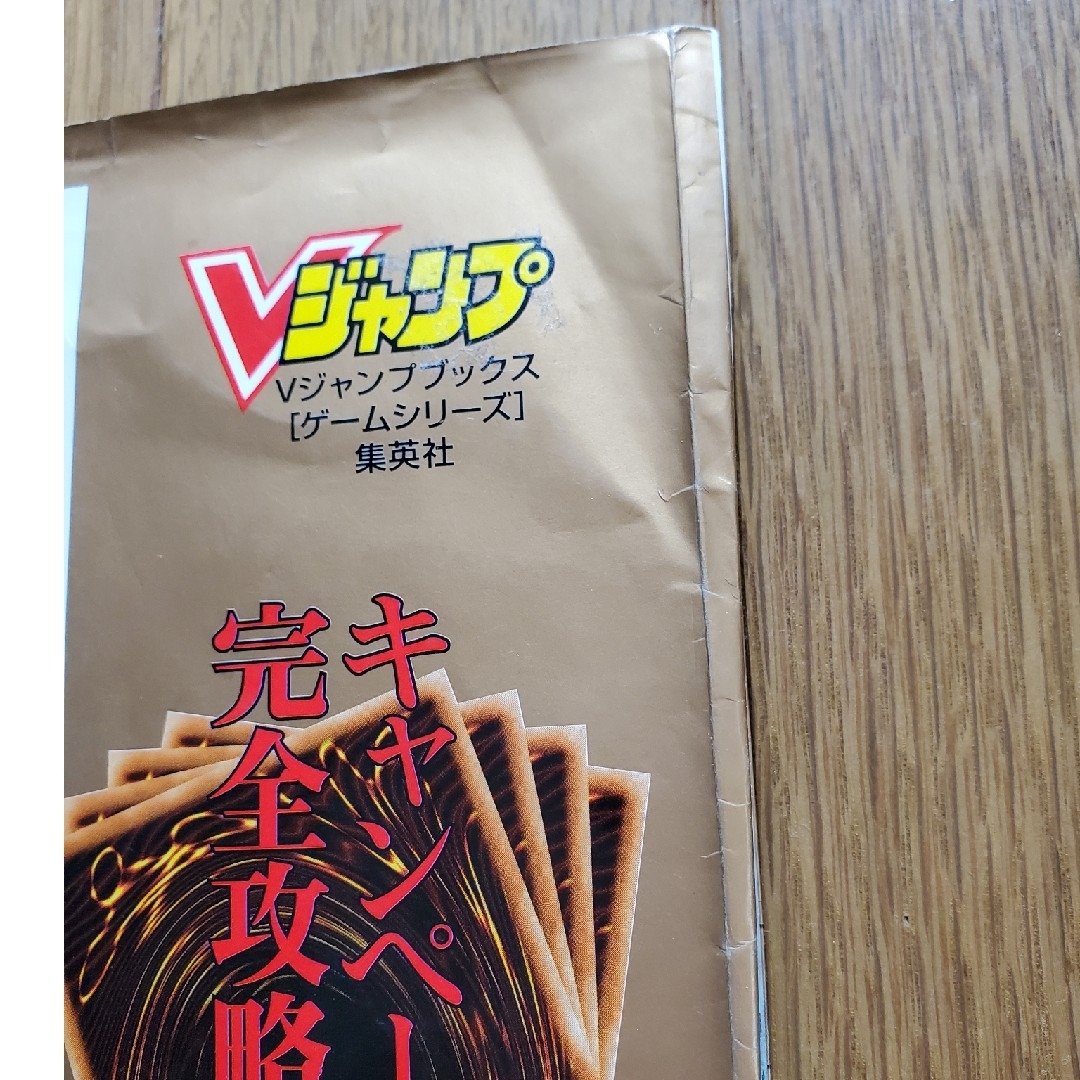 Vジャンプ
Vジャンプブックス
[ゲームシリーズ]
集英社
キャンペー
完全攻略